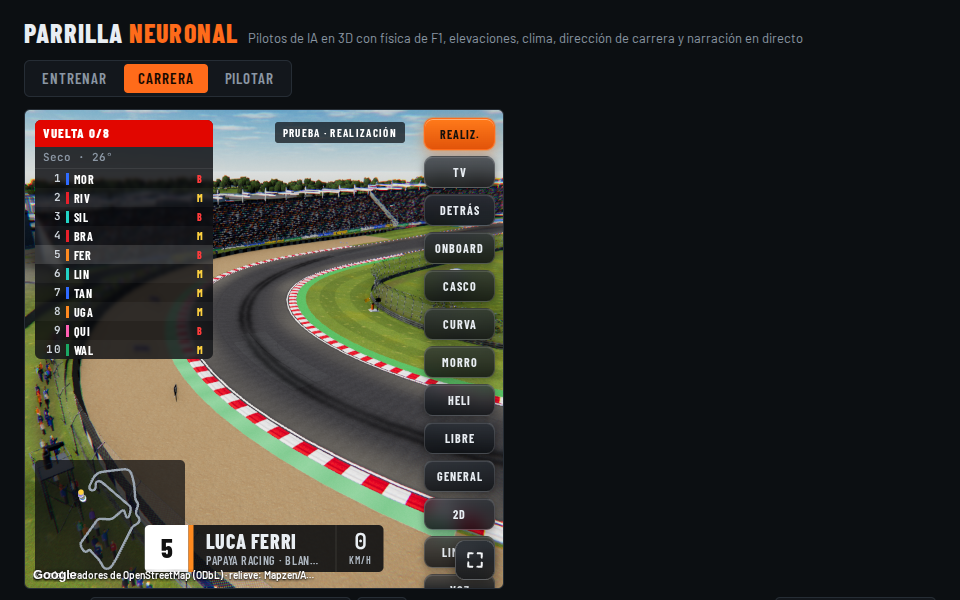 PARRILLA NEURONAL Pilotos de IA en 3D con física de F1, elevaciones, clima, dirección de carrera y narración en directo
ENTRENAR CARRERA PILOTAR
VUELTA 0/8
Seco · 26°
1 MOR B
2 RIV M
3 SIL B
4 BRA M
5 FER B
6 LIN M
7 TAN M
8 UGA M
9 QUI B
10 WAL M
PRUEBA · REALIZACIÓN
REALIZ.
TV
DETRÁS
ONBOARD
CASCO
CURVA
MORRO
HELI
LIBRE
GENERAL
2D
5 LUCA FERRI 0
PAPAYA RACING · BLAN... KM/H
Google adores de OpenStreetMap (ODbL) · relieve: Mapzen/A...